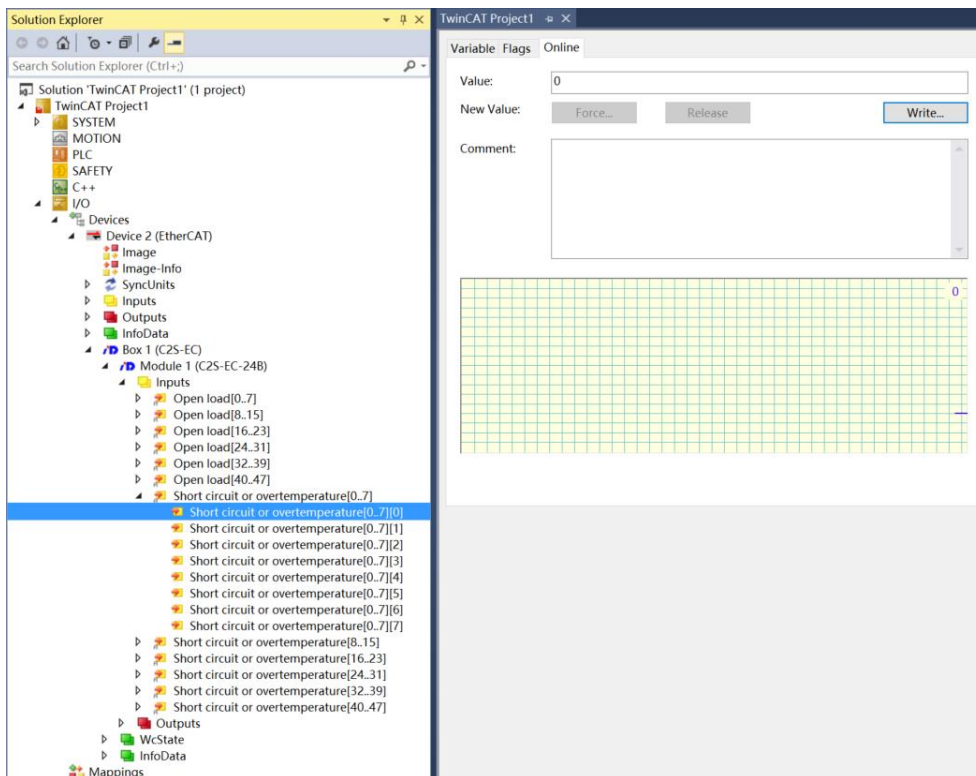 Solution Explorer
Search Solution Explorer (Ctrl+;)
Solution 'TwinCAT Project1' (1 project)
TwinCAT Project1
SYSTEM
MOTION
PLC
SAFETY
C++
I/O
Devices
Device 2 (EtherCAT)
Image
Image-Info
SyncUnits
Inputs
Outputs
InfoData
Box 1 (C2S-EC)
Module 1 (C2S-EC-24B)
Inputs
Open load[0..7]
Open load[8..15]
Open load[16..23]
Open load[24..31]
Open load[32..39]
Open load[40..47]
Short circuit or overtemperature[0..7]
Short circuit or overtemperature[0..7][0]
Short circuit or overtemperature[0..7][1]
Short circuit or overtemperature[0..7][2]
Short circuit or overtemperature[0..7][3]
Short circuit or overtemperature[0..7][4]
Short circuit or overtemperature[0..7][5]
Short circuit or overtemperature[0..7][6]
Short circuit or overtemperature[0..7][7]
Short circuit or overtemperature[8..15]
Short circuit or overtemperature[16..23]
Short circuit or overtemperature[24..31]
Short circuit or overtemperature[32..39]
Short circuit or overtemperature[40..47]
Outputs
WcState
InfoData
Mappings
TwinCAT Project1
Variable Flags Online
Value: 0
New Value: Force... Release Write...
Comment:
0